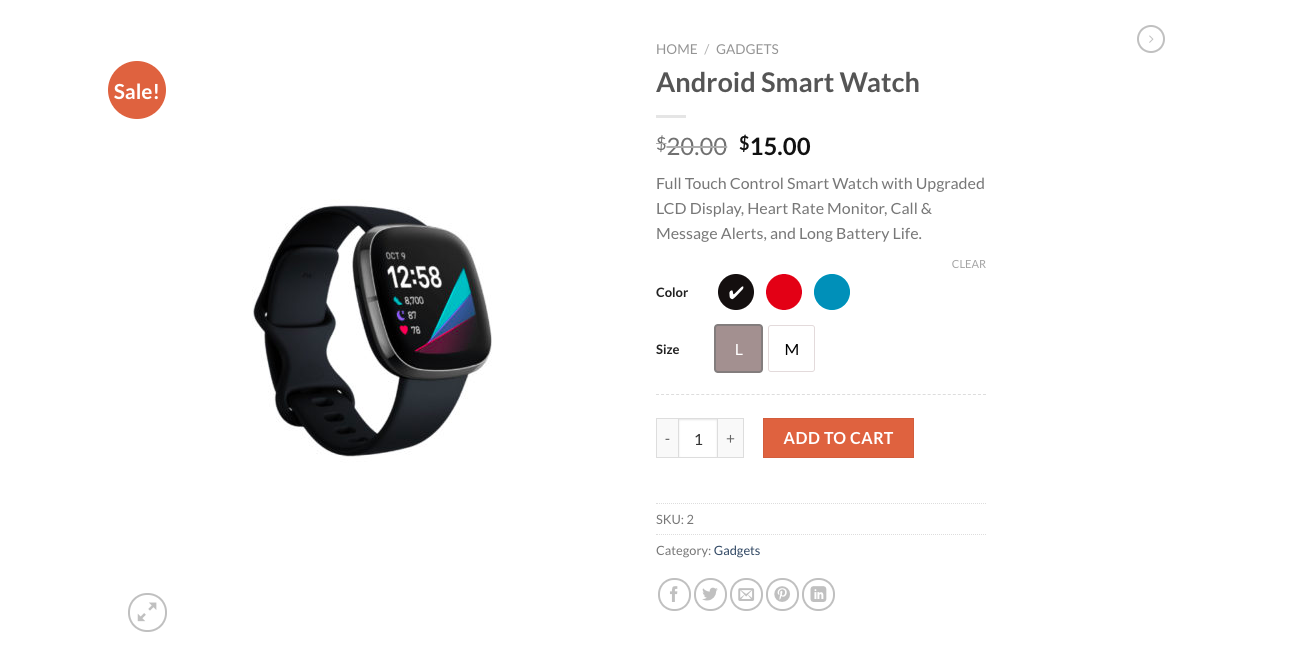 Sale!
OCT 9
12:58
8,700
87
78
HOME / GADGETS
Android Smart Watch
$20.00 $15.00
Full Touch Control Smart Watch with Upgraded
LCD Display, Heart Rate Monitor, Call &
Message Alerts, and Long Battery Life.
CLEAR
Color
Size L M
- 1 + ADD TO CART
SKU: 2
Category: Gadgets